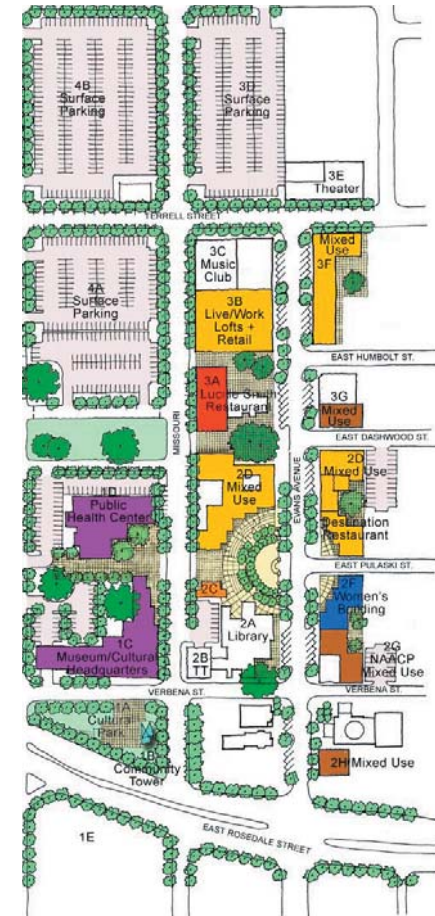 4B
Surface
Parking
3D
Surface
Parking
3E
Theater
TERRELL STREET
3C
Music
Club
Mixed
Use
3F
4A
Surface
Parking
3B
Live/Work
Lofts +
Retail
EAST HUMBOLT ST.
3A
Lucille Smith
Restaurant
3G
Mixed
Use
EAST DASHWOOD ST.
MISSOURI
EVANS AVENUE
2D
Mixed
Use
2D
Mixed Use
1D
Public
Health Center
Destination
Restaurant
EAST PULASKI ST.
2C
2F
Women's
Building
2A
Library
1C
Museum/Cultural
Headquarters
2B
TT
2G
NAACP
Mixed Use
VERBENA ST.
VERBENA ST.
1A
Cultural
Park
1B
Community
Tower
2H Mixed Use
EAST ROSEDALE STREET
1E